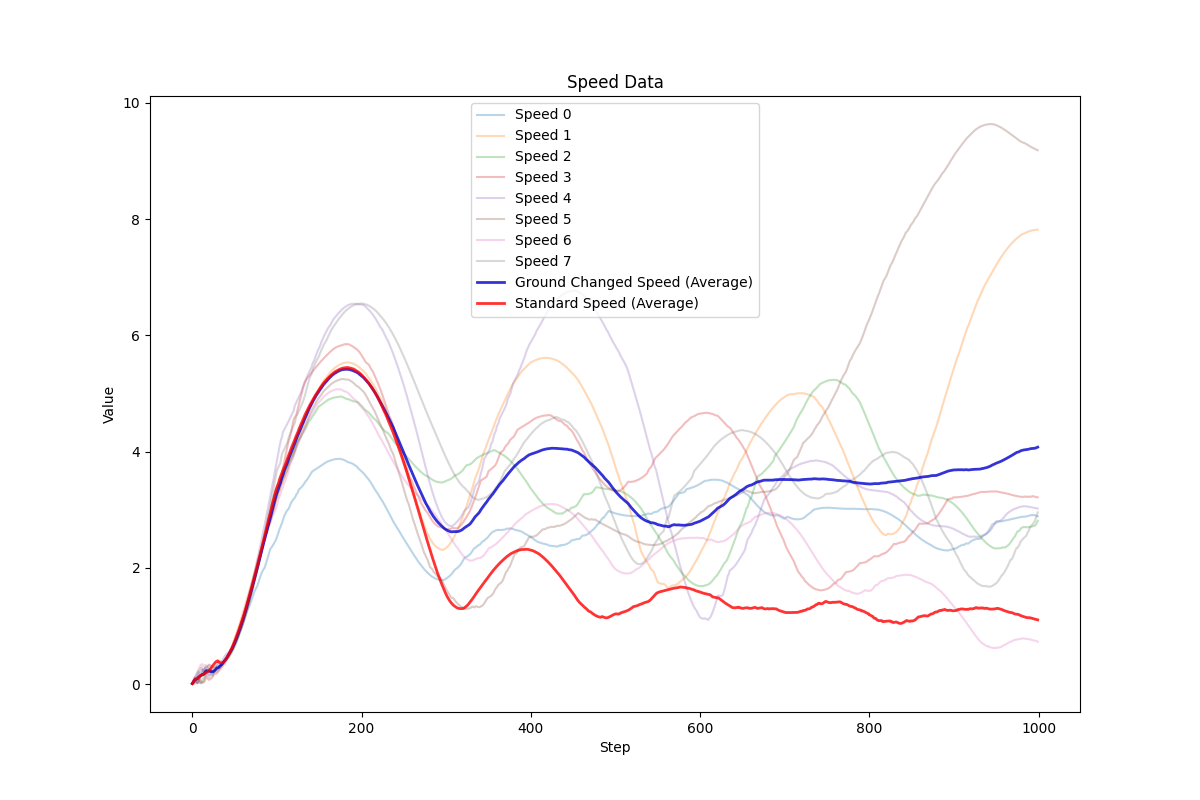 Speed Data
10
8
6
4
2
0
Value
Speed 0
Speed 1
Speed 2
Speed 3
Speed 4
Speed 5
Speed 6
Speed 7
Ground Changed Speed (Average)
Standard Speed (Average)
0 200 400 600 800 1000
Step